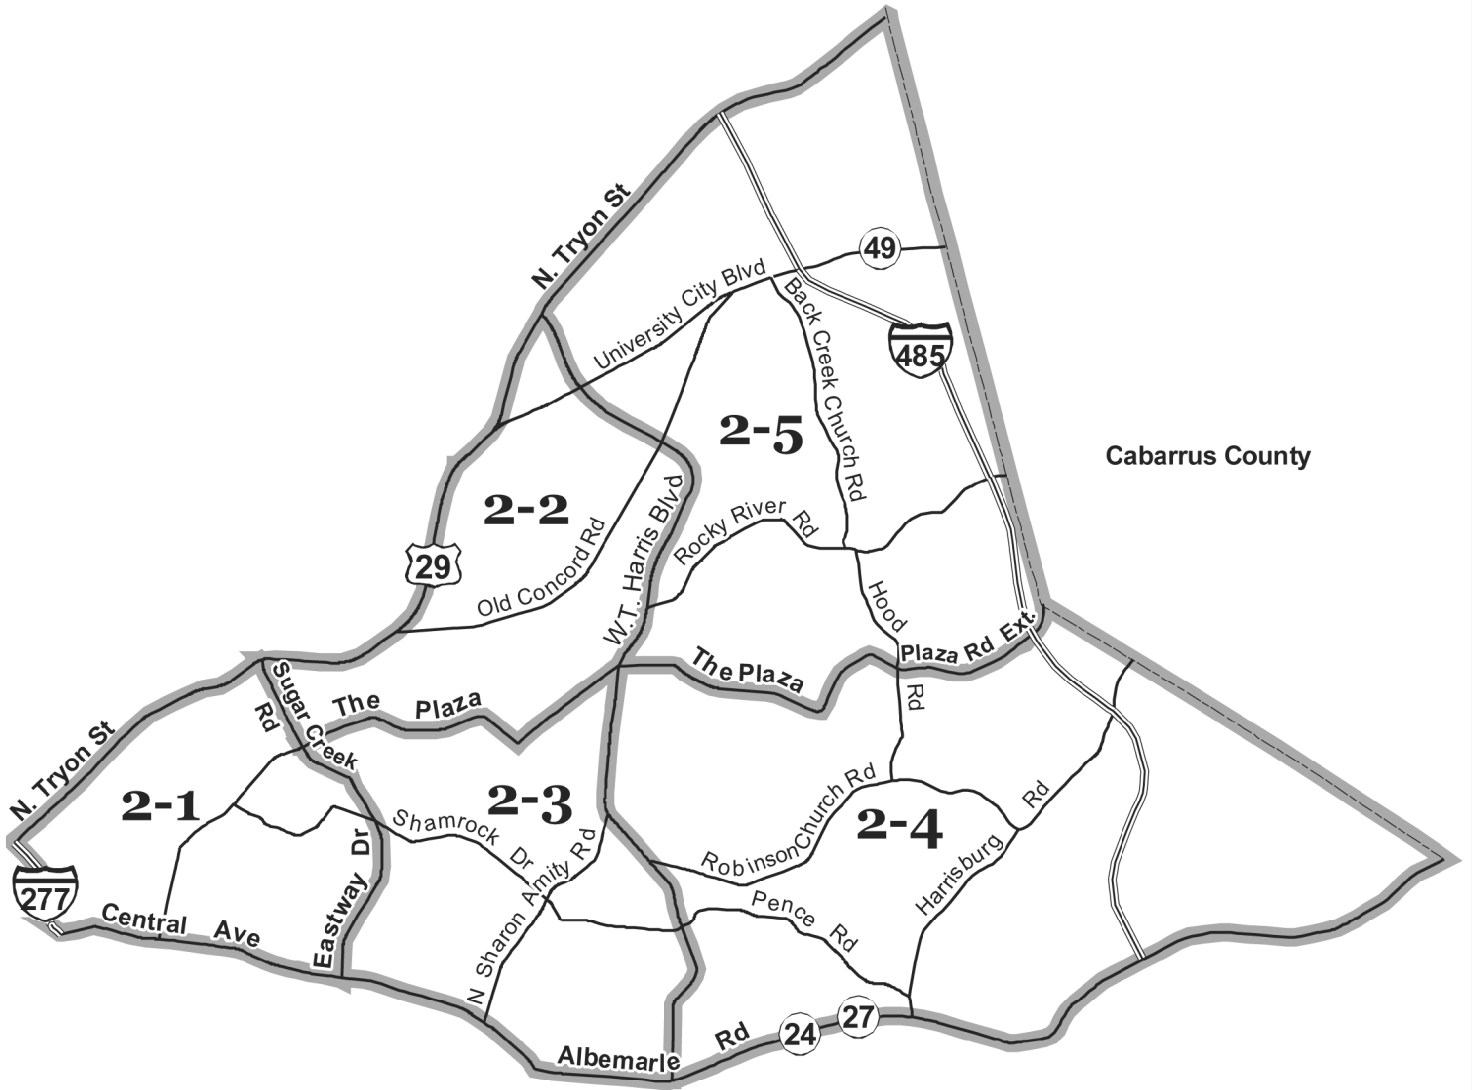 N. Tryon St
49
University City Blvd
Back Creek Church Rd
485
2-5
Cabarrus County
2-2
W.T. Harris Blvd
Rocky River Rd
29
Old Concord Rd
Hood Rd
Plaza Rd Ext.
The Plaza
Sugar Creek Rd
The Plaza
N. Tryon St
2-1
2-3
Shamrock Dr
Robinson Church Rd
2-4
Harrisburg Rd
277
Eastway Dr
N Sharon Amity Rd
Pence Rd
Central Ave
Albemarle Rd
24
27